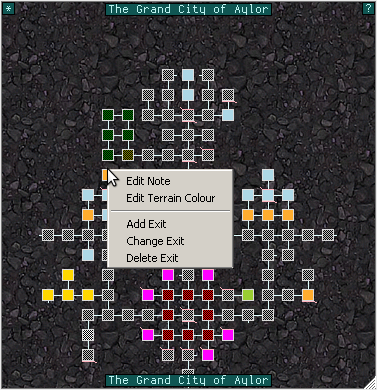 * The Grand City of Aylor ?
Edit Note
Edit Terrain Colour
Add Exit
Change Exit
Delete Exit
The Grand City of Aylor